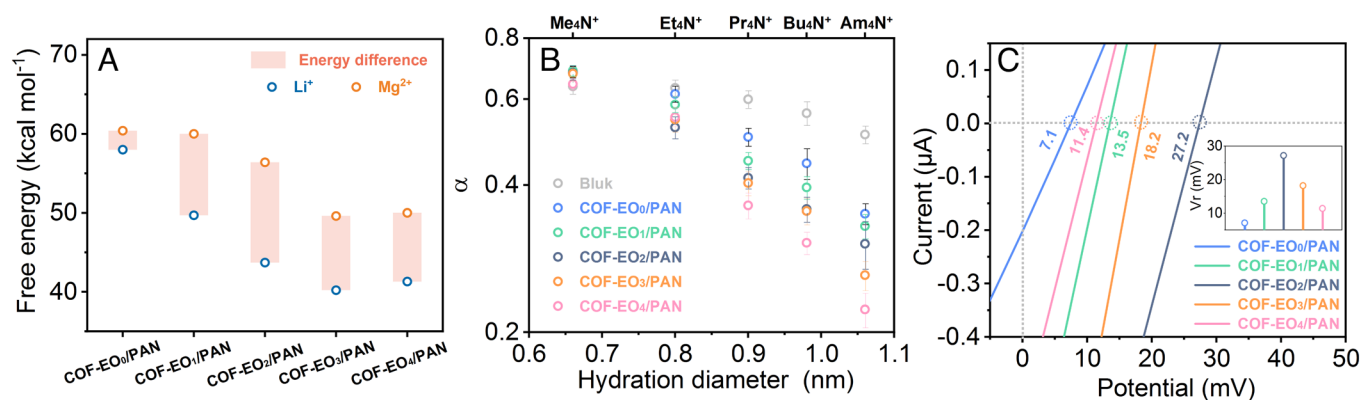 A
Energy difference
Li⁺ Mg²⁺
Free energy (kcal mol⁻¹)
70
60
50
40
COF-EO₀/PAN
COF-EO₁/PAN
COF-EO₂/PAN
COF-EO₃/PAN
COF-EO₄/PAN
B
Me₄N⁺ Et₄N⁺ Pr₄N⁺ Bu₄N⁺ Am₄N⁺
α
0.8
0.6
0.4
0.2
Bluk
COF-EO₀/PAN
COF-EO₁/PAN
COF-EO₂/PAN
COF-EO₃/PAN
COF-EO₄/PAN
0.6 0.7 0.8 0.9 1.0 1.1
Hydration diameter (nm)
C
Current (μA)
0.1
0.0
-0.1
-0.2
-0.3
-0.4
7.1 11.4 13.5 18.2 27.2
Vr (mV)
30
20
10
COF-EO₀/PAN
COF-EO₁/PAN
COF-EO₂/PAN
COF-EO₃/PAN
COF-EO₄/PAN
0 10 20 30 40 50
Potential (mV)